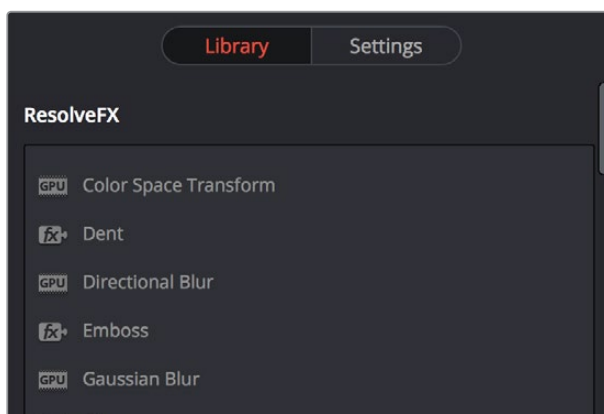 Library Settings
ResolveFX
GPU Color Space Transform
fx Dent
GPU Directional Blur
fx Emboss
GPU Gaussian Blur